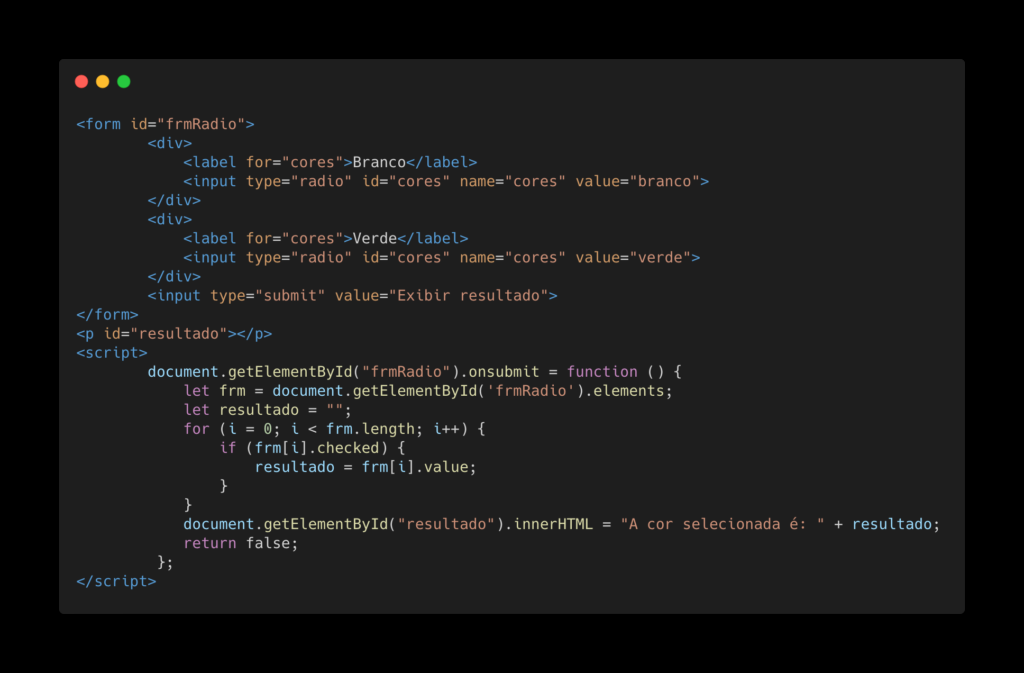 <form id="frmRadio">
        <div>
            <label for="cores">Branco</label>
            <input type="radio" id="cores" name="cores" value="branco">
        </div>
        <div>
            <label for="cores">Verde</label>
            <input type="radio" id="cores" name="cores" value="verde">
        </div>
        <input type="submit" value="Exibir resultado">
</form>
<p id="resultado"></p>
<script>
        document.getElementById("frmRadio").onsubmit = function () {
            let frm = document.getElementById('frmRadio').elements;
            let resultado = "";
            for (i = 0; i < frm.length; i++) {
                if (frm[i].checked) {
                    resultado = frm[i].value;
                }
            }
            document.getElementById("resultado").innerHTML = "A cor selecionada é: " + resultado;
            return false;
         };
</script>